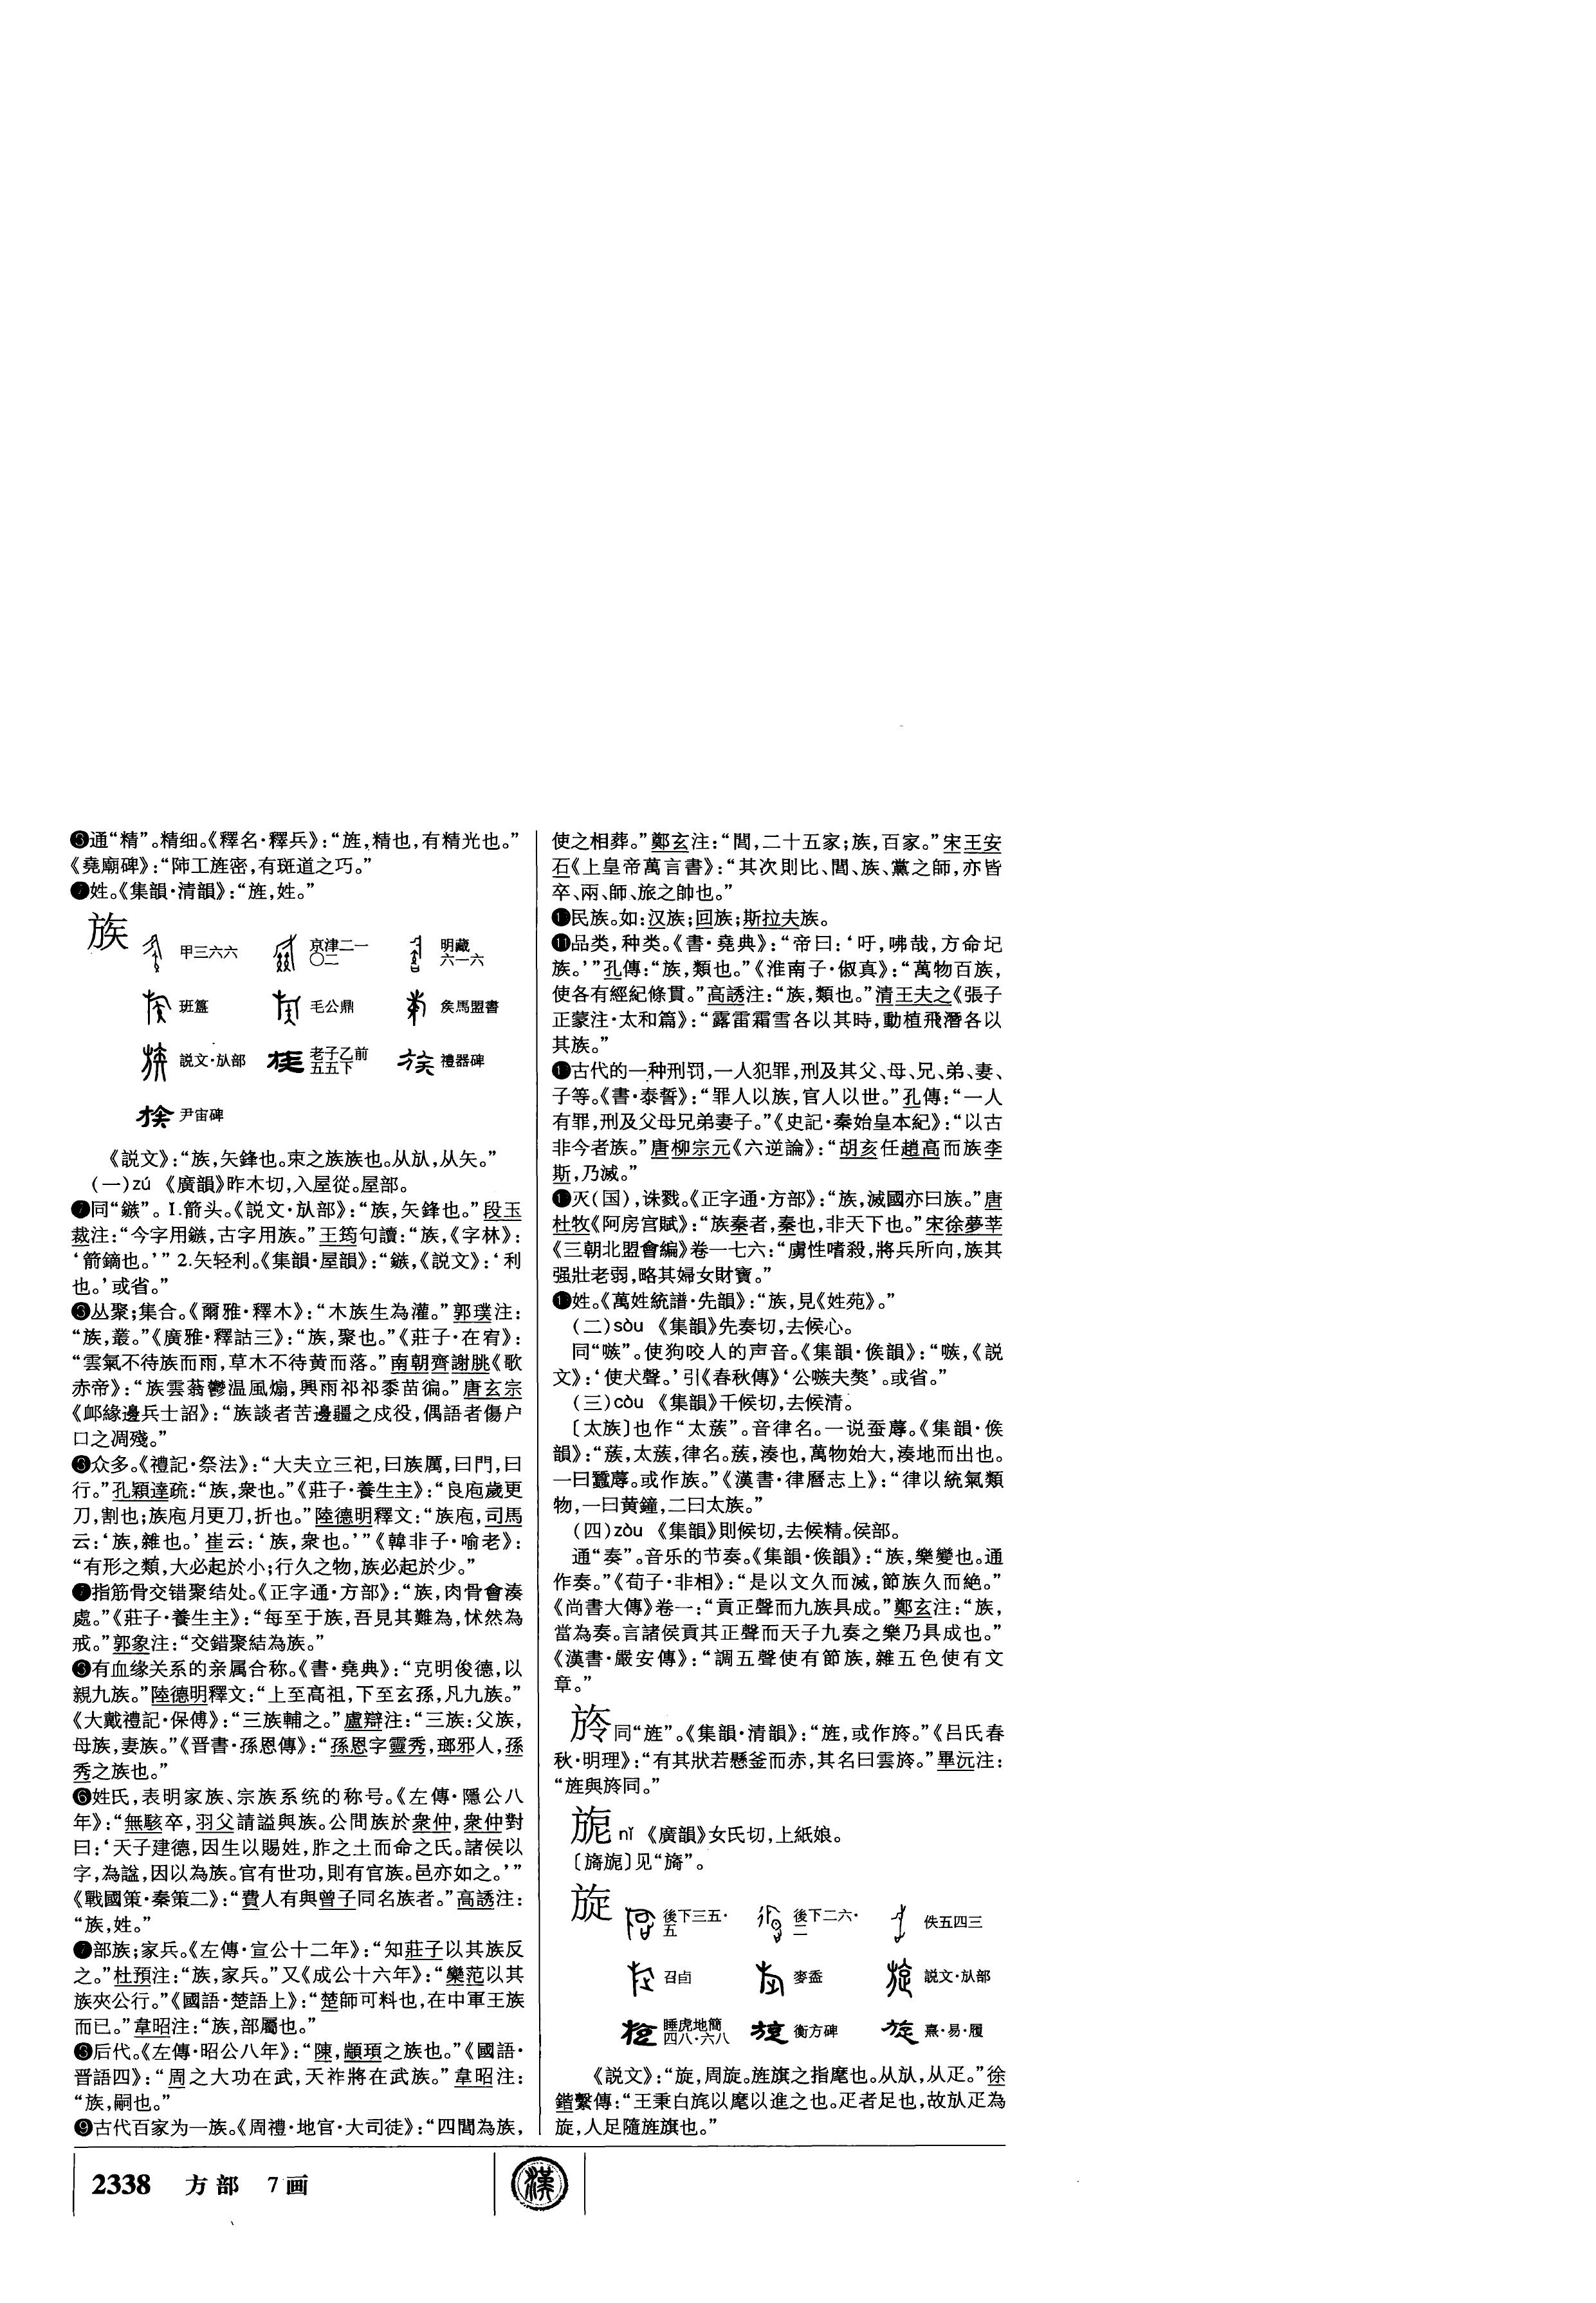 ❸通“精”。精细。《釋名·釋兵》：“旌，精也，有精光也。”
《堯廟碑》：“㡀工旌密，有斑道之巧。”
❼姓。《集韻·清韻》：“旌，姓。”
族 甲三六六 京津二一〇二 明藏六一六
班簋 毛公鼎 矦馬盟書
説文·㫃部 老子乙前五五下 禮器碑
尹宙碑
《説文》：“族，矢鋒也。束之族族也。从㫃，从矢。”
（一）zú 《廣韻》昨木切，入屋從。屋部。
❼同“鏃”。1.箭头。《説文·㫃部》：“族，矢鋒也。”段玉
裁注：“今字用鏃，古字用族。”王筠句讀：“族，《字林》：
‘箭鏑也。’” 2.矢轻利。《集韻·屋韻》：“鏃，《説文》：‘利
也。’或省。”
❸丛聚；集合。《爾雅·釋木》：“木族生為灌。”郭璞注：
“族，叢。”《廣雅·釋詁三》：“族，聚也。”《莊子·在宥》：
“雲氣不待族而雨，草木不待黄而落。”南朝齊謝朓《歌
赤帝》：“族雲蓊鬱温風煽，興雨祁祁黍苗徧。”唐玄宗
《䘏緣邊兵士詔》：“族談者苦邊疆之戍役，偶語者傷户
口之凋殘。”
❸众多。《禮記·祭法》：“大夫立三祀，曰族厲，曰門，曰
行。”孔穎達疏：“族，衆也。”《莊子·養生主》：“良庖歲更
刀，割也；族庖月更刀，折也。”陸德明釋文：“族庖，司馬
云：‘族，雜也。’崔云：‘族，衆也。’”《韓非子·喻老》：
“有形之類，大必起於小；行久之物，族必起於少。”
❼指筋骨交错聚结处。《正字通·方部》：“族，肉骨會湊
處。”《莊子·養生主》：“每至于族，吾見其難為，怵然為
戒。”郭象注：“交錯聚結為族。”
❸有血缘关系的亲属合称。《書·堯典》：“克明俊德，以
親九族。”陸德明釋文：“上至高祖，下至玄孫，凡九族。”
《大戴禮記·保傅》：“三族輔之。”盧辯注：“三族：父族，
母族，妻族。”《晋書·孫恩傳》：“孫恩字靈秀，瑯邪人，孫
秀之族也。”
❻姓氏，表明家族、宗族系统的称号。《左傳·隱公八
年》：“無駭卒，羽父請謚與族。公問族於衆仲，衆仲對
曰：‘天子建德，因生以賜姓，胙之土而命之氏。諸侯以
字，為謚，因以為族。官有世功，則有官族。邑亦如之。’”
《戰國策·秦策二》：“費人有與曾子同名族者。”高誘注：
“族，姓。”
❼部族；家兵。《左傳·宣公十二年》：“知莊子以其族反
之。”杜預注：“族，家兵。”又《成公十六年》：“欒范以其
族夾公行。”《國語·楚語上》：“楚師可料也，在中軍王族
而已。”韋昭注：“族，部屬也。”
❸后代。《左傳·昭公八年》：“陳，顓頊之族也。”《國語·
晋語四》：“周之大功在武，天祚將在武族。”韋昭注：
“族，嗣也。”
❾古代百家为一族。《周禮·地官·大司徒》：“四閭為族，
使之相葬。”鄭玄注：“閭，二十五家；族，百家。”宋王安
石《上皇帝萬言書》：“其次則比、閭、族、黨之師，亦皆
卒、兩、師、旅之帥也。”
❶民族。如：汉族；回族；斯拉夫族。
⓫品类，种类。《書·堯典》：“帝曰：‘吁，咈哉，方命圮
族。’”孔傳：“族，類也。”《淮南子·俶真》：“萬物百族，
使各有經紀條貫。”高誘注：“族，類也。”清王夫之《張子
正蒙注·太和篇》：“露雷霜雪各以其時，動植飛潛各以
其族。”
❶古代的一种刑罚，一人犯罪，刑及其父、母、兄、弟、妻、
子等。《書·泰誓》：“罪人以族，官人以世。”孔傳：“一人
有罪，刑及父母兄弟妻子。”《史記·秦始皇本紀》：“以古
非今者族。”唐柳宗元《六逆論》：“胡亥任趙高而族李
斯，乃滅。”
❶灭（国），诛戮。《正字通·方部》：“族，滅國亦曰族。”唐
杜牧《阿房宫賦》：“族秦者，秦也，非天下也。”宋徐夢莘
《三朝北盟會編》卷一七六：“虜性嗜殺，將兵所向，族其
强壯老弱，略其婦女財寶。”
❶姓。《萬姓統譜·先韻》：“族，見《姓苑》。”
（二）sòu 《集韻》先奏切，去候心。
同“嗾”。使狗咬人的声音。《集韻·㑋韻》：“嗾，《説
文》：‘使犬聲。’引《春秋傳》‘公嗾夫獒’。或省。”
（三）còu 《集韻》千候切，去候清。
〔太族〕也作“太蔟”。音律名。一说蚕蓐。《集韻·㑋
韻》：“蔟，太蔟，律名。蔟，湊也，萬物始大，湊地而出也。
一曰蠶蓐。或作族。”《漢書·律曆志上》：“律以統氣類
物，一曰黄鐘，二曰太族。”
（四）zòu 《集韻》則候切，去候精。侯部。
通“奏”。音乐的节奏。《集韻·㑋韻》：“族，樂變也。通
作奏。”《荀子·非相》：“是以文久而滅，節族久而絶。”
《尚書大傳》卷一：“貢正聲而九族具成。”鄭玄注：“族，
當為奏。言諸侯貢其正聲而天子九奏之樂乃具成也。”
《漢書·嚴安傳》：“調五聲使有節族，雜五色使有文
章。”
旍同“旌”。《集韻·清韻》：“旌，或作旍。”《吕氏春
秋·明理》：“有其狀若懸釜而赤，其名曰雲旍。”畢沅注：
“旌與旍同。”
旎 nǐ 《廣韻》女氏切，上紙娘。
〔旖旎〕见“旖”。
旋 後下三五·五 後下二六·二 佚五四三
召卣 麥盉 説文·㫃部
睡虎地簡四八·六八 衡方碑 熹·易·履
《説文》：“旋，周旋。旌旗之指麾也。从㫃，从疋。”徐
鍇繫傳：“王秉白旄以麾以進之也。疋者足也，故㫃疋為
旋，人足隨旌旗也。”
2338 方部 7画
漢